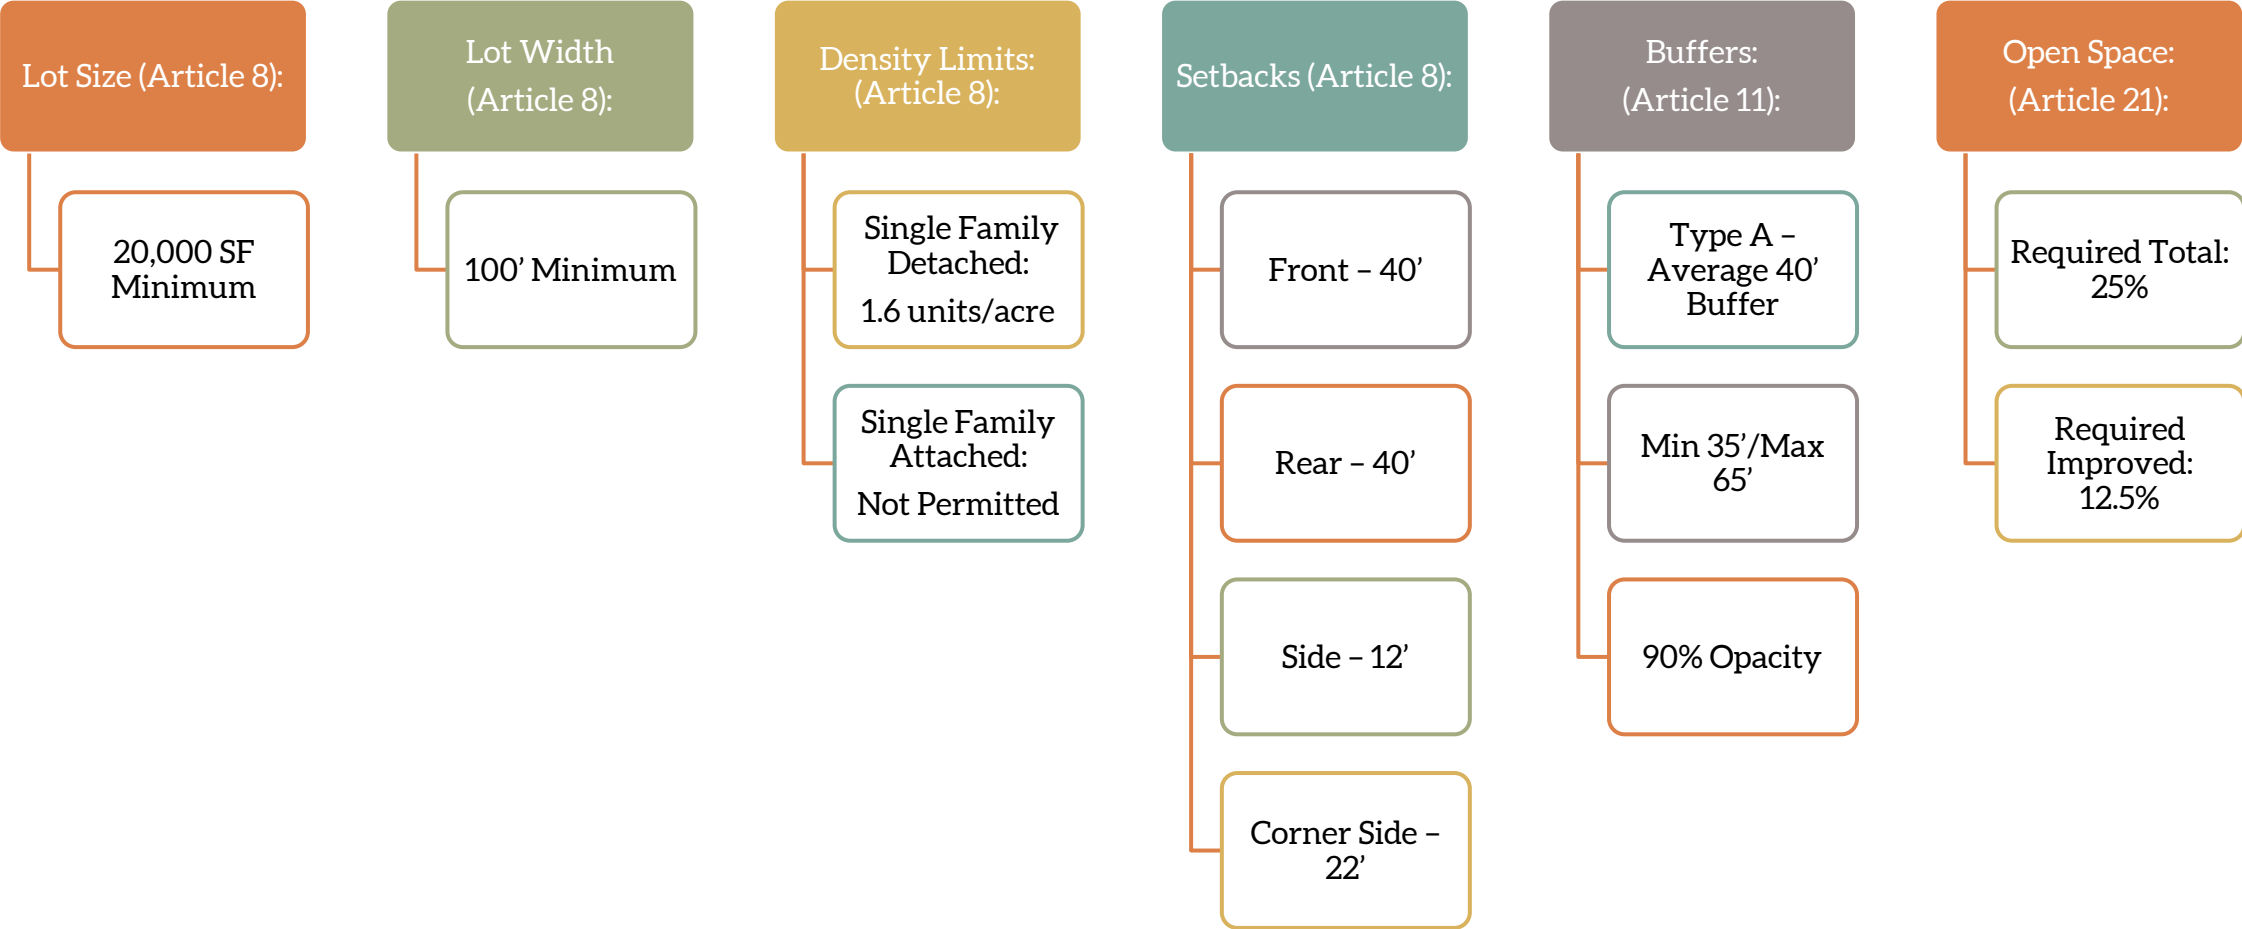 Lot Size (Article 8):
20,000 SF
Minimum
Lot Width
(Article 8):
100’ Minimum
Density Limits:
(Article 8):
Single Family
Detached:
1.6 units/acre
Single Family
Attached:
Not Permitted
Setbacks (Article 8):
Front – 40’
Rear – 40’
Side – 12’
Corner Side –
22’
Buffers:
(Article 11):
Type A –
Average 40’
Buffer
Min 35’/Max
65’
90% Opacity
Open Space:
(Article 21):
Required Total:
25%
Required
Improved:
12.5%